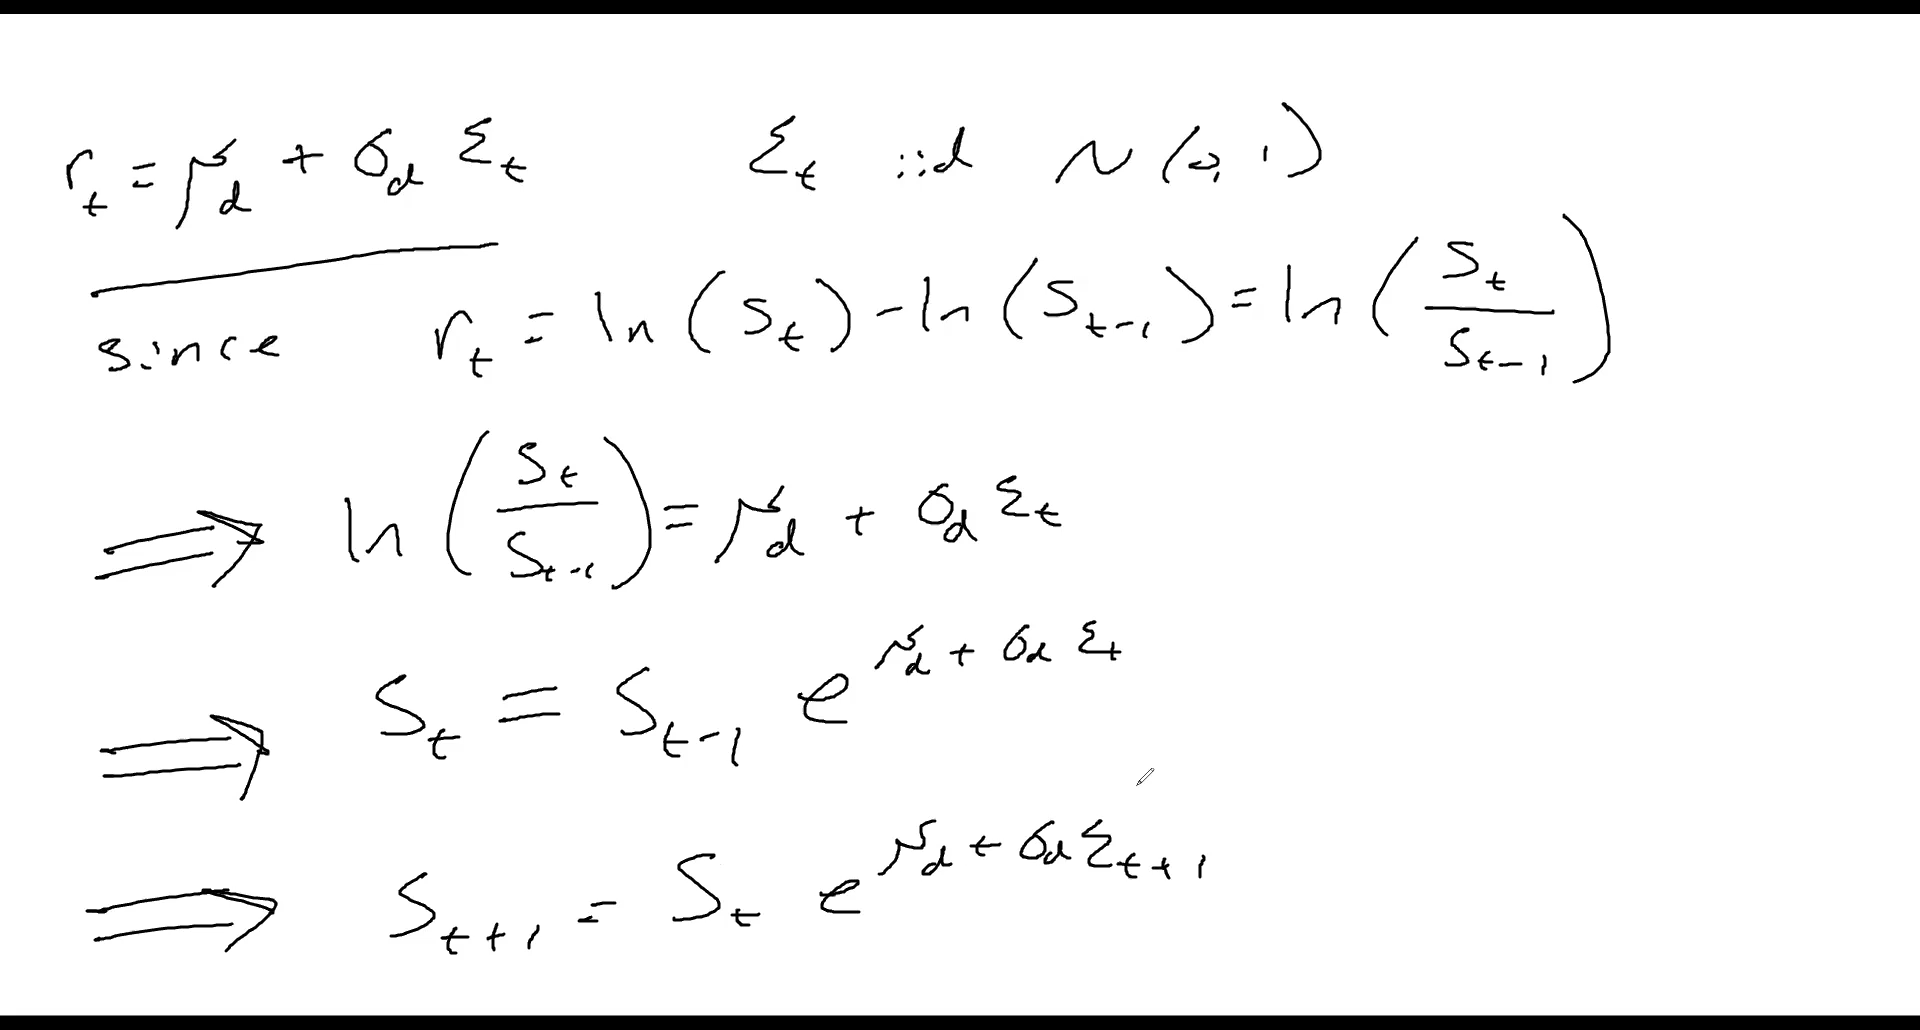 r_t = μ_d + σ_d ε_t    ε_t iid ~ N(0, 1)
since r_t = ln(S_t) - ln(S_{t-1}) = ln(S_t / S_{t-1})
⇒ ln(S_t / S_{t-1}) = μ_d + σ_d ε_t
⇒ S_t = S_{t-1} e^{μ_d + σ_d ε_t}
⇒ S_{t+1} = S_t e^{μ_d + σ_d ε_{t+1}}